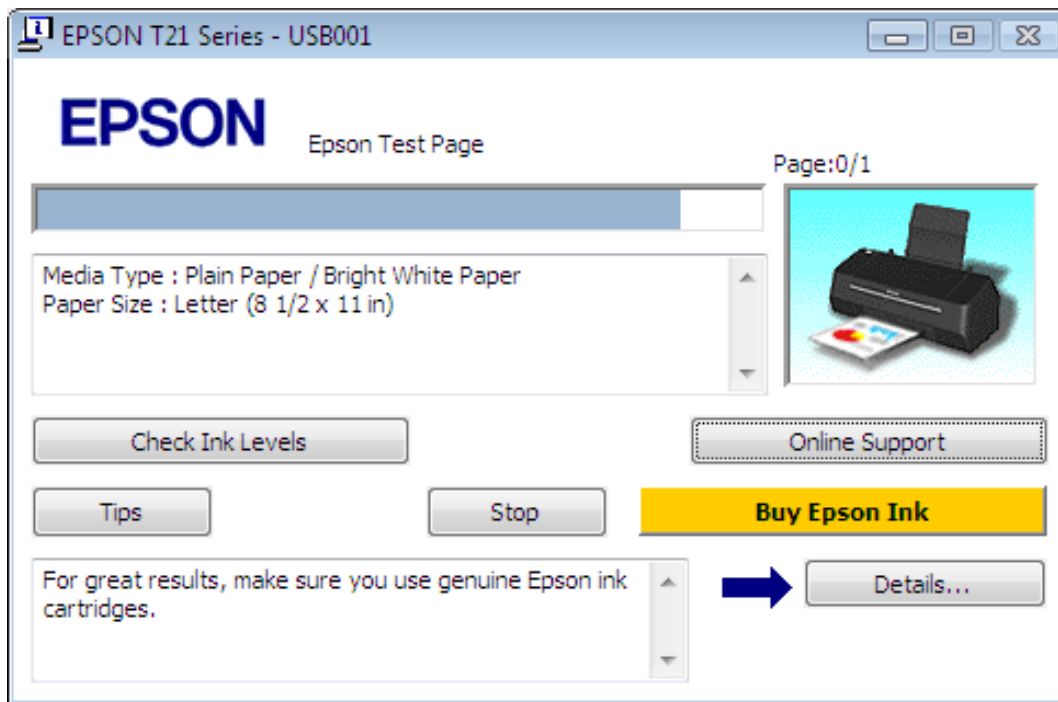 EPSON T21 Series - USB001
EPSON
Epson Test Page
Page:0/1
Media Type : Plain Paper / Bright White Paper
Paper Size : Letter (8 1/2 x 11 in)
Check Ink Levels
Online Support
Tips
Stop
Buy Epson Ink
For great results, make sure you use genuine Epson ink
cartridges.
Details...